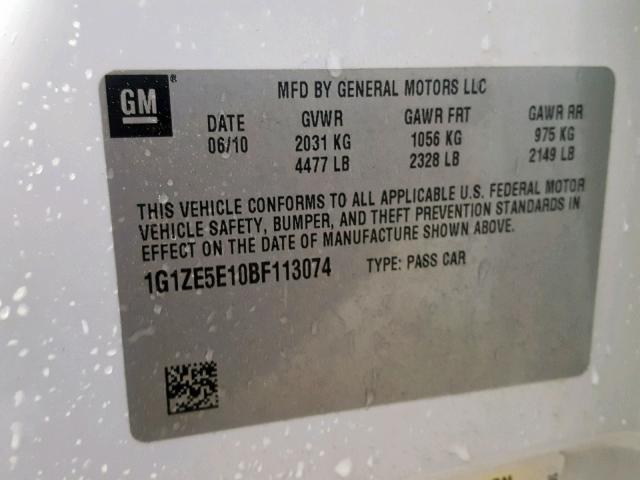 GM®
MFD BY GENERAL MOTORS LLC
DATE GVWR GAWR FRT GAWR RR
06/10 2031 KG 1056 KG 975 KG
4477 LB 2328 LB 2149 LB
THIS VEHICLE CONFORMS TO ALL APPLICABLE U.S. FEDERAL MOTOR
VEHICLE SAFETY, BUMPER, AND THEFT PREVENTION STANDARDS IN
EFFECT ON THE DATE OF MANUFACTURE SHOWN ABOVE.
1G1ZE5E10BF113074 TYPE: PASS CAR